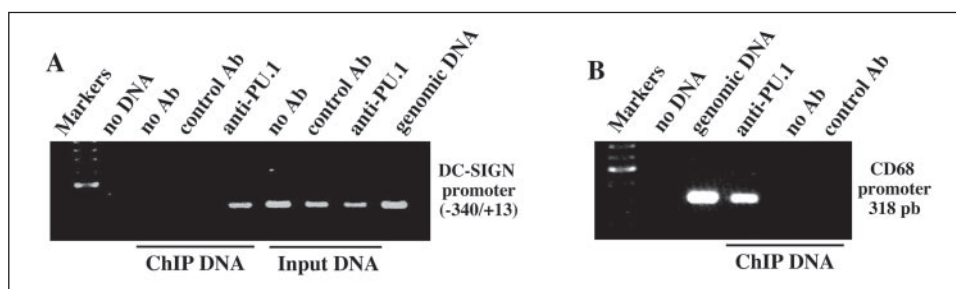 A
Markers
no DNA
no Ab
control Ab
anti-PU.1
no Ab
control Ab
anti-PU.1
genomic DNA
DC-SIGN
promoter
(-340/+13)
ChIP DNA
Input DNA
B
Markers
no DNA
genomic DNA
anti-PU.1
no Ab
control Ab
CD68
promoter
318 pb
ChIP DNA